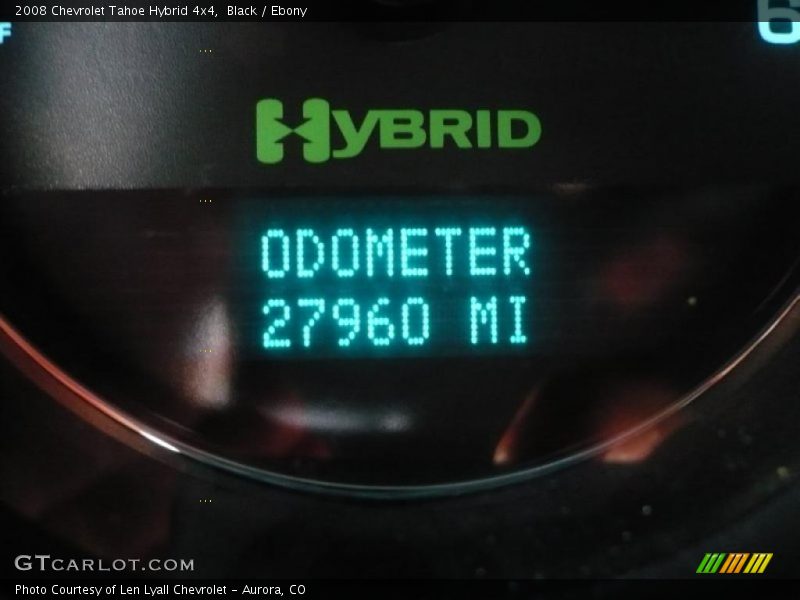 2008 Chevrolet Tahoe Hybrid 4x4,  Black / Ebony
F
6
HYBRID
ODOMETER
27960 MI
GTCARLOT.COM
Photo Courtesy of Len Lyall Chevrolet - Aurora, CO